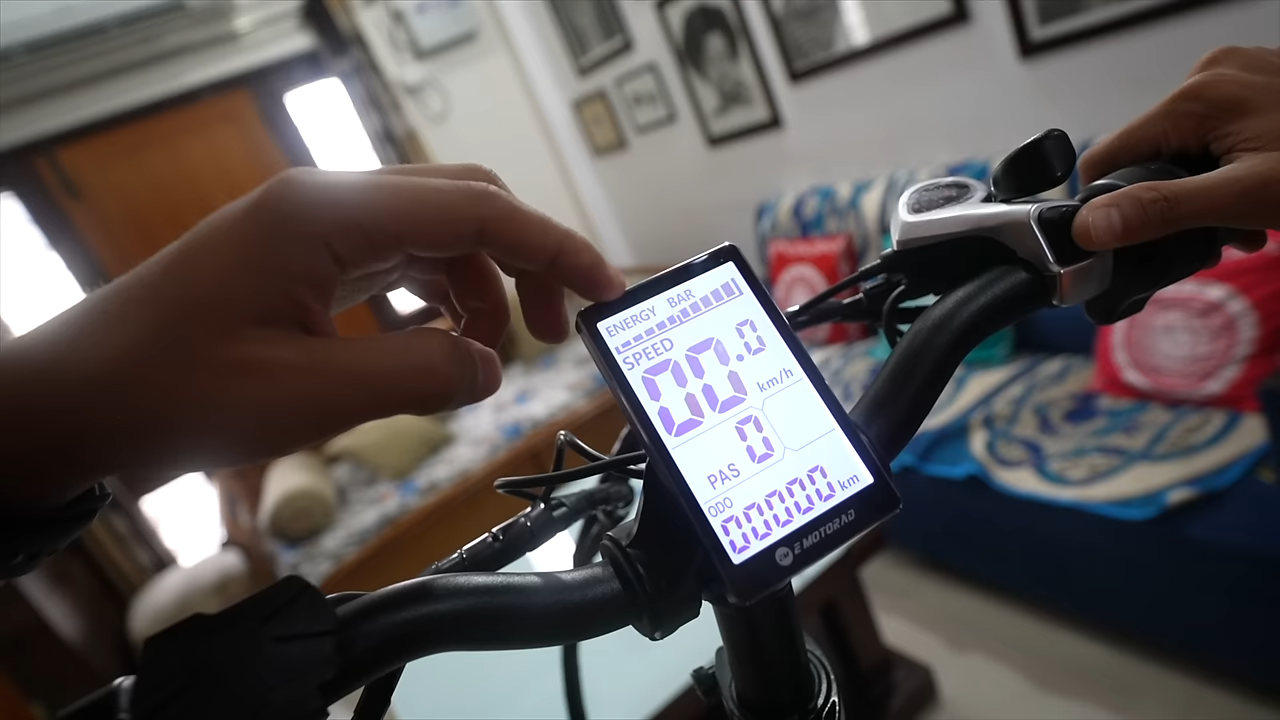 ENERGY BAR
SPEED
00.0
km/h
PAS 0
ODO
00000 km
E MOTORAD